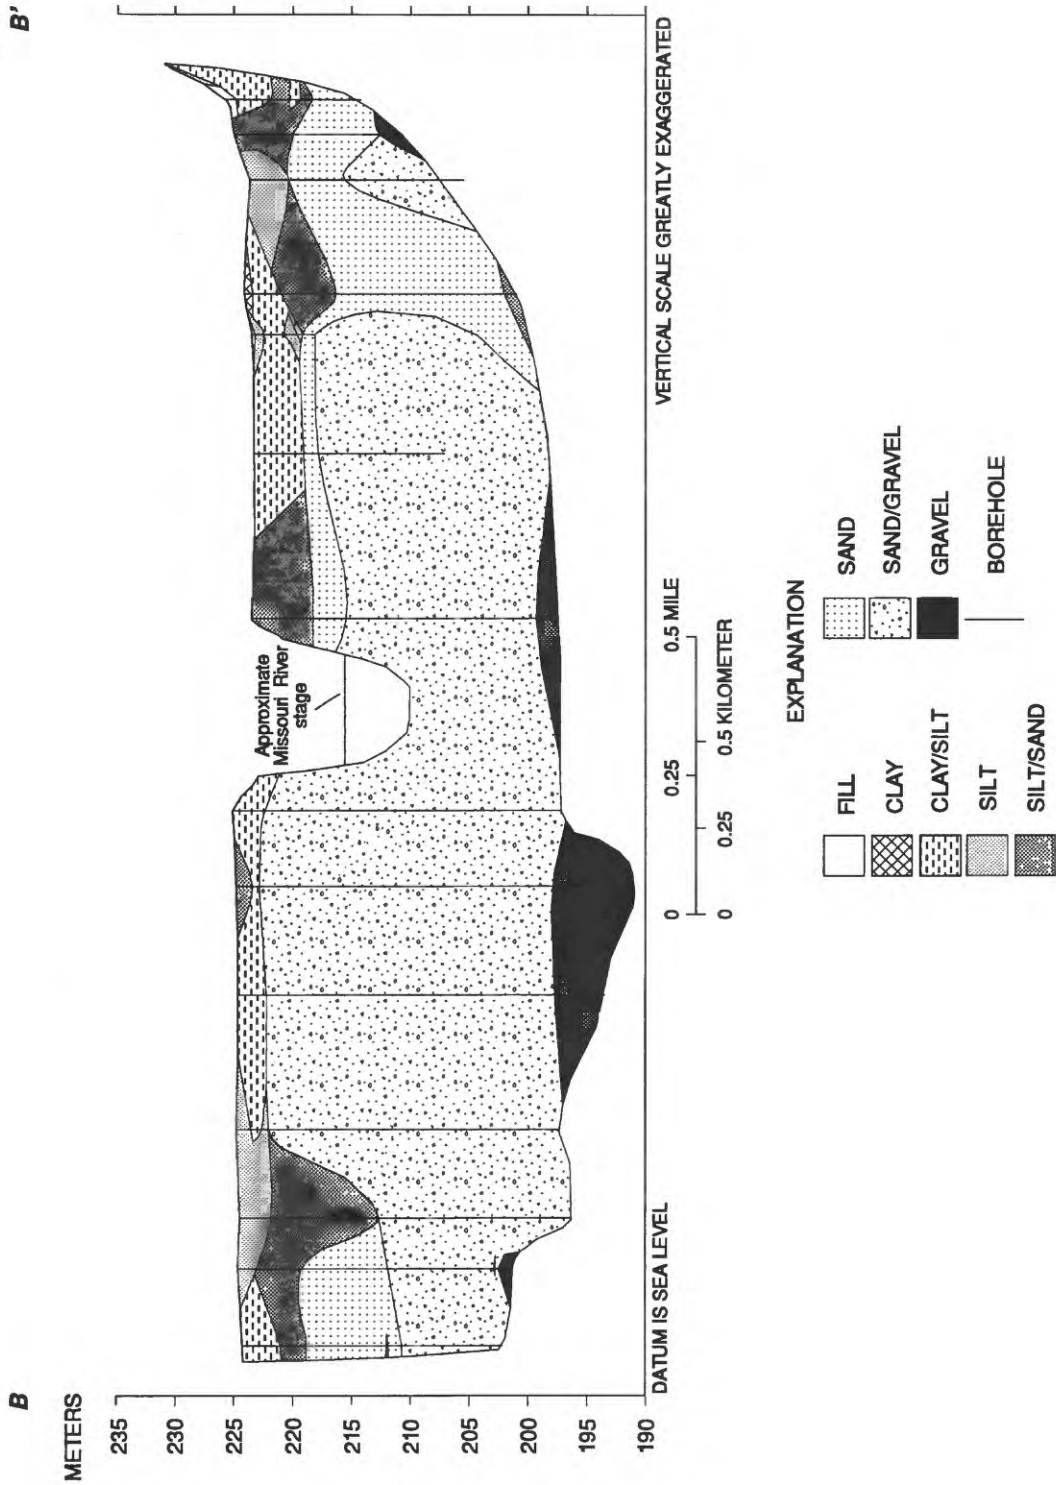 B
B'
METERS
235
230
225
220
215
210
205
200
195
190
Approximate
Missouri River
stage
DATUM IS SEA LEVEL
VERTICAL SCALE GREATLY EXAGGERATED
0 0.25 0.5 MILE
0 0.25 0.5 KILOMETER
EXPLANATION
FILL
CLAY
CLAY/SILT
SILT
SILT/SAND
SAND
SAND/GRAVEL
GRAVEL
BOREHOLE